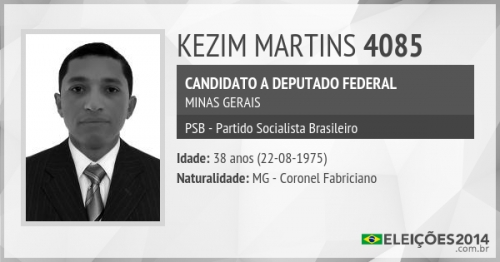 KEZIM MARTINS 4085
CANDIDATO A DEPUTADO FEDERAL
MINAS GERAIS
PSB - Partido Socialista Brasileiro
Idade: 38 anos (22-08-1975)
Naturalidade: MG - Coronel Fabriciano
ELEIÇÕES2014
.com.br